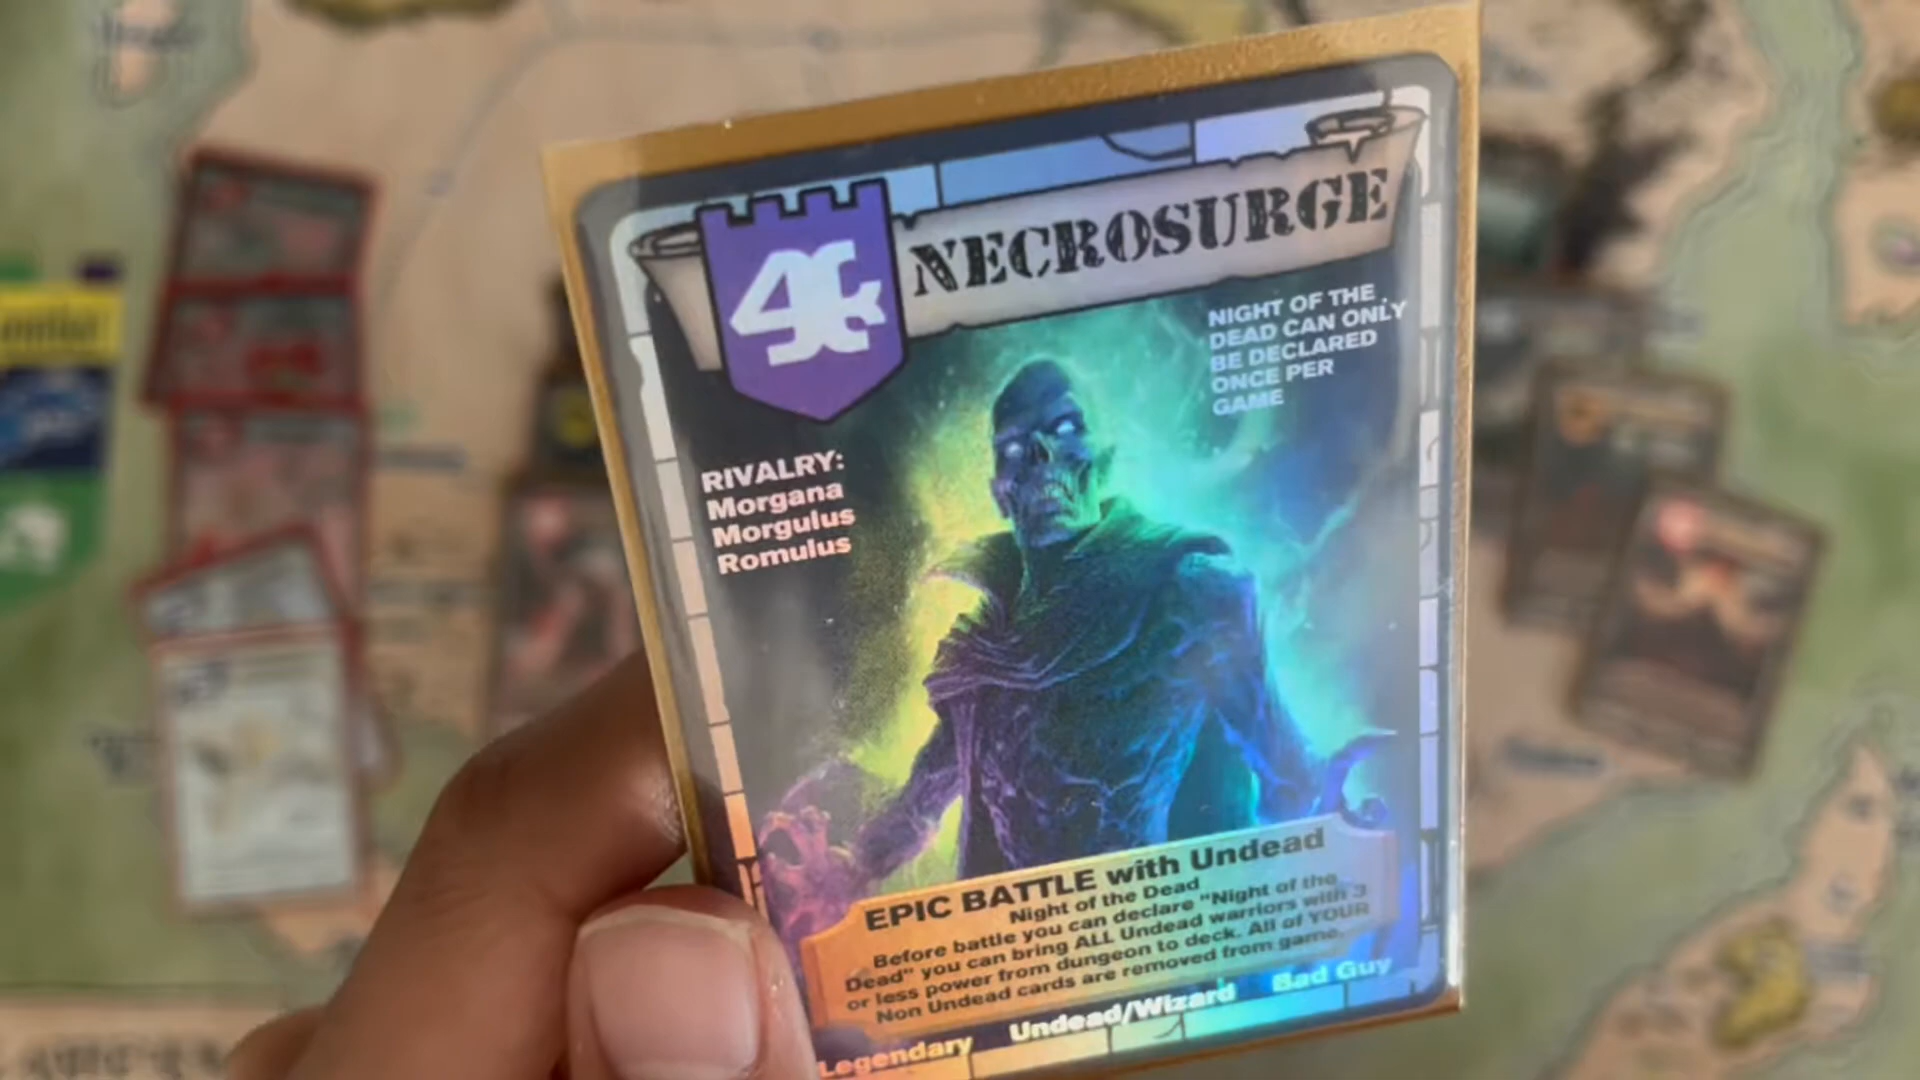 4
NECROSURGE
NIGHT OF THE
DEAD CAN ONLY
BE DECLARED
ONCE PER
GAME
RIVALRY:
Morgana
Morgulus
Romulus
EPIC BATTLE with Undead
Night of the Dead
Before battle you can declare "Night of the
Dead" you can bring ALL Undead warriors with 3
or less power from dungeon to deck. All of YOUR
Non Undead cards are removed from game.
Legendary Undead/Wizard Bad Guy